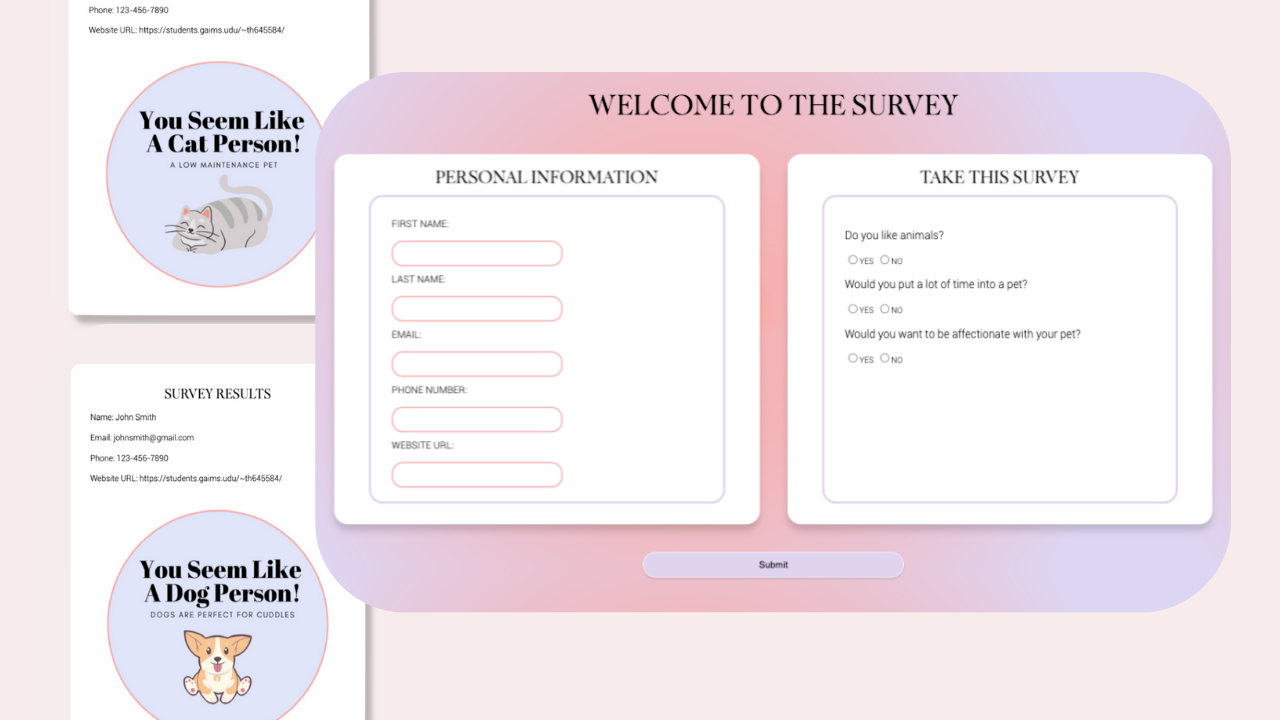 Phone: 123-456-7890
Website URL: https://students.gaims.udu/~th645584/
You Seem Like
A Cat Person!
A LOW MAINTENANCE PET
SURVEY RESULTS
Name: John Smith
Email: johnsmith@gmail.com
Phone: 123-456-7890
Website URL: https://students.gaims.udu/~th645584/
You Seem Like
A Dog Person!
DOGS ARE PERFECT FOR CUDDLES
WELCOME TO THE SURVEY
PERSONAL INFORMATION
FIRST NAME:
LAST NAME:
EMAIL:
PHONE NUMBER:
WEBSITE URL:
TAKE THIS SURVEY
Do you like animals?
YES NO
Would you put a lot of time into a pet?
YES NO
Would you want to be affectionate with your pet?
YES NO
Submit